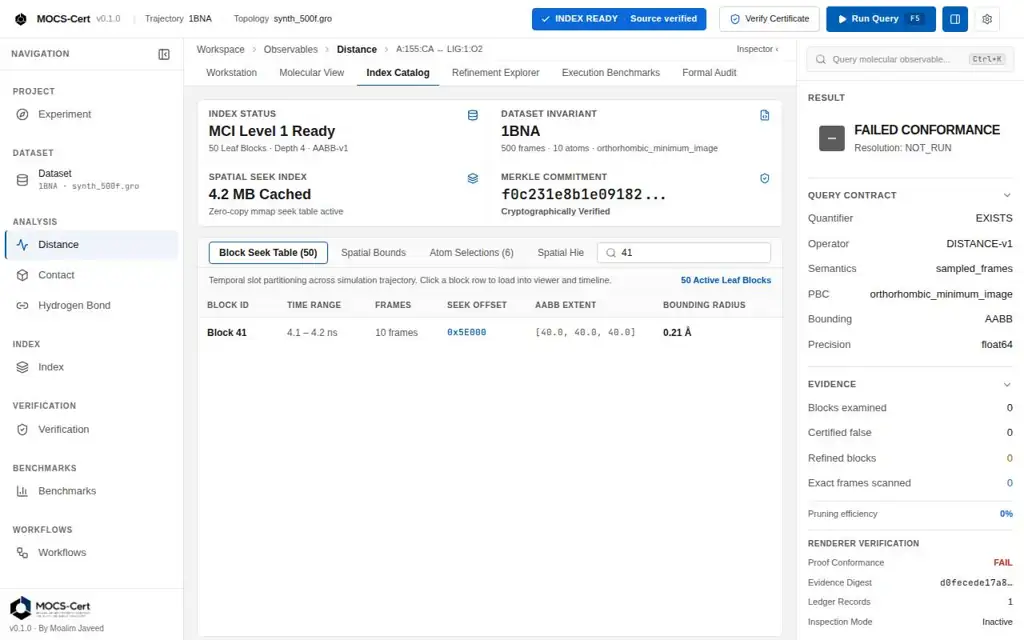 MOCS-Cert v0.1.0 Trajectory 1BNA Topology synth_500f.gro INDEX READY Source verified Verify Certificate Run Query F5
NAVIGATION
PROJECT
Experiment
DATASET
Dataset
1BNA · synth_500f.gro
ANALYSIS
Distance
Contact
Hydrogen Bond
INDEX
Index
VERIFICATION
Verification
BENCHMARKS
Benchmarks
WORKFLOWS
Workflows
MOCS-Cert
v0.1.0 · By Moalim Javeed
Workspace › Observables › Distance › A:155:CA ↔ LIG:1:O2 Inspector ‹
Workstation Molecular View Index Catalog Refinement Explorer Execution Benchmarks Formal Audit
INDEX STATUS
MCI Level 1 Ready
50 Leaf Blocks · Depth 4 · AABB-v1
DATASET INVARIANT
1BNA
500 frames · 10 atoms · orthorhombic_minimum_image
SPATIAL SEEK INDEX
4.2 MB Cached
Zero-copy mmap seek table active
MERKLE COMMITMENT
f0c231e8b1e09182...
Cryptographically Verified
Block Seek Table (50) Spatial Bounds Atom Selections (6) Spatial Hie 41
Temporal slot partitioning across simulation trajectory. Click a block row to load into viewer and timeline. 50 Active Leaf Blocks
BLOCK ID TIME RANGE FRAMES SEEK OFFSET AABB EXTENT BOUNDING RADIUS
Block 41 4.1 – 4.2 ns 10 frames 0x5E000 [40.0, 40.0, 40.0] 0.21 Å
Query molecular observable... Ctrl+K
RESULT
FAILED CONFORMANCE
Resolution: NOT_RUN
QUERY CONTRACT
Quantifier EXISTS
Operator DISTANCE-v1
Semantics sampled_frames
PBC orthorhombic_minimum_image
Bounding AABB
Precision float64
EVIDENCE
Blocks examined 0
Certified false 0
Refined blocks 0
Exact frames scanned 0
Pruning efficiency 0%
RENDERER VERIFICATION
Proof Conformance FAIL
Evidence Digest d0fecede17a8…
Ledger Records 1
Inspection Mode Inactive